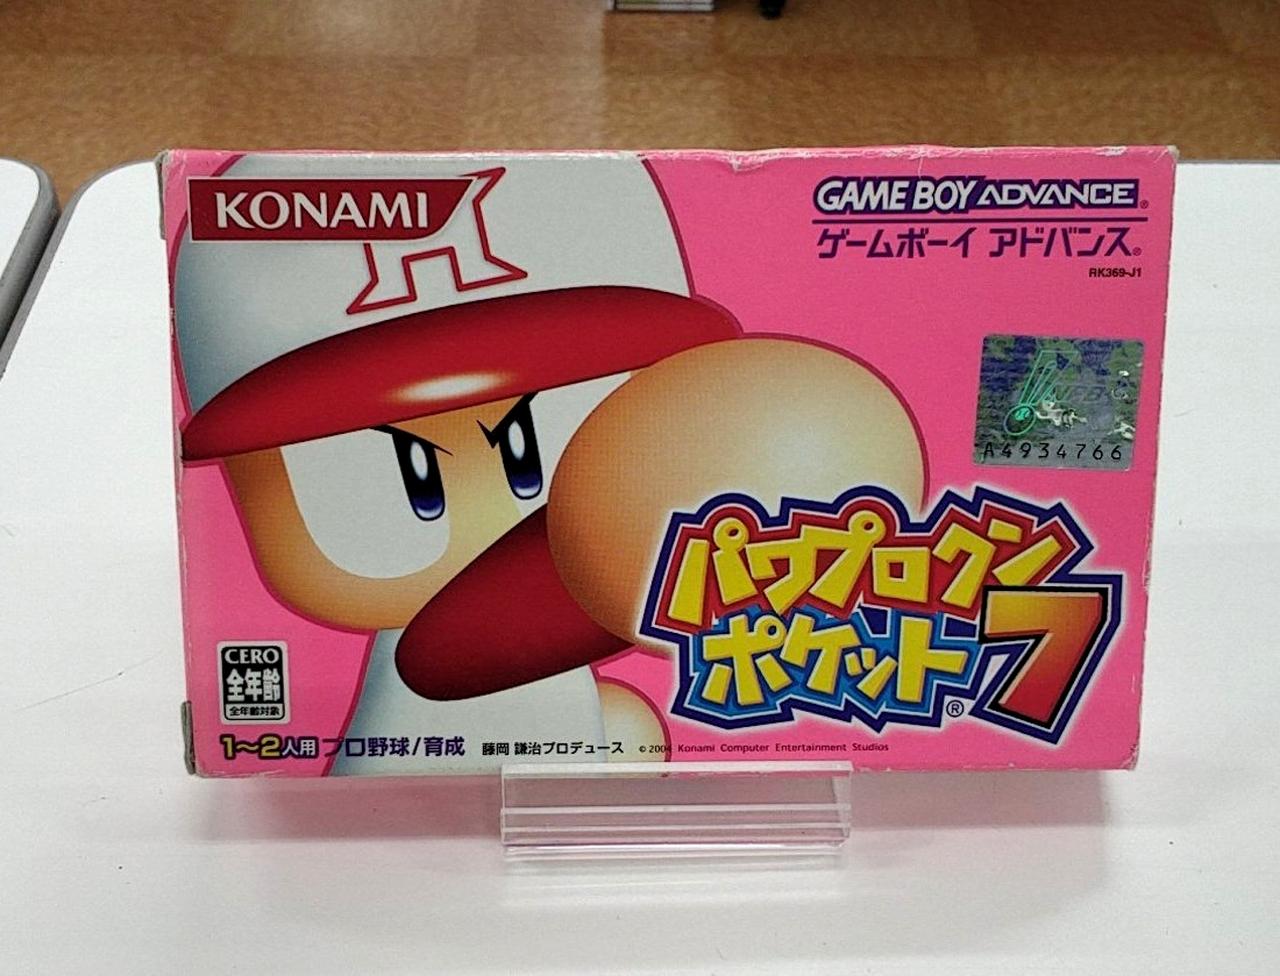 KONAMI
GAME BOY ADVANCE®
ゲームボーイ アドバンス®
RK369-J1
A4934766
パワプロクン
ポケット7®
CERO
全年齢
全年齢対象
1〜2人用 プロ野球/育成 藤岡 謙治プロデュース © 2004 Konami Computer Entertainment Studios